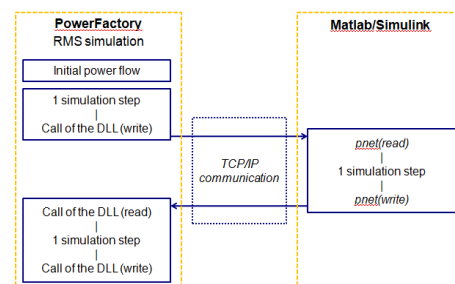 PowerFactory
RMS simulation
Initial power flow
1 simulation step
|
Call of the DLL (write)
Call of the DLL (read)
|
1 simulation step
|
Call of the DLL (write)
TCP/IP
communication
Matlab/Simulink
pnet(read)
|
1 simulation step
|
pnet(write)